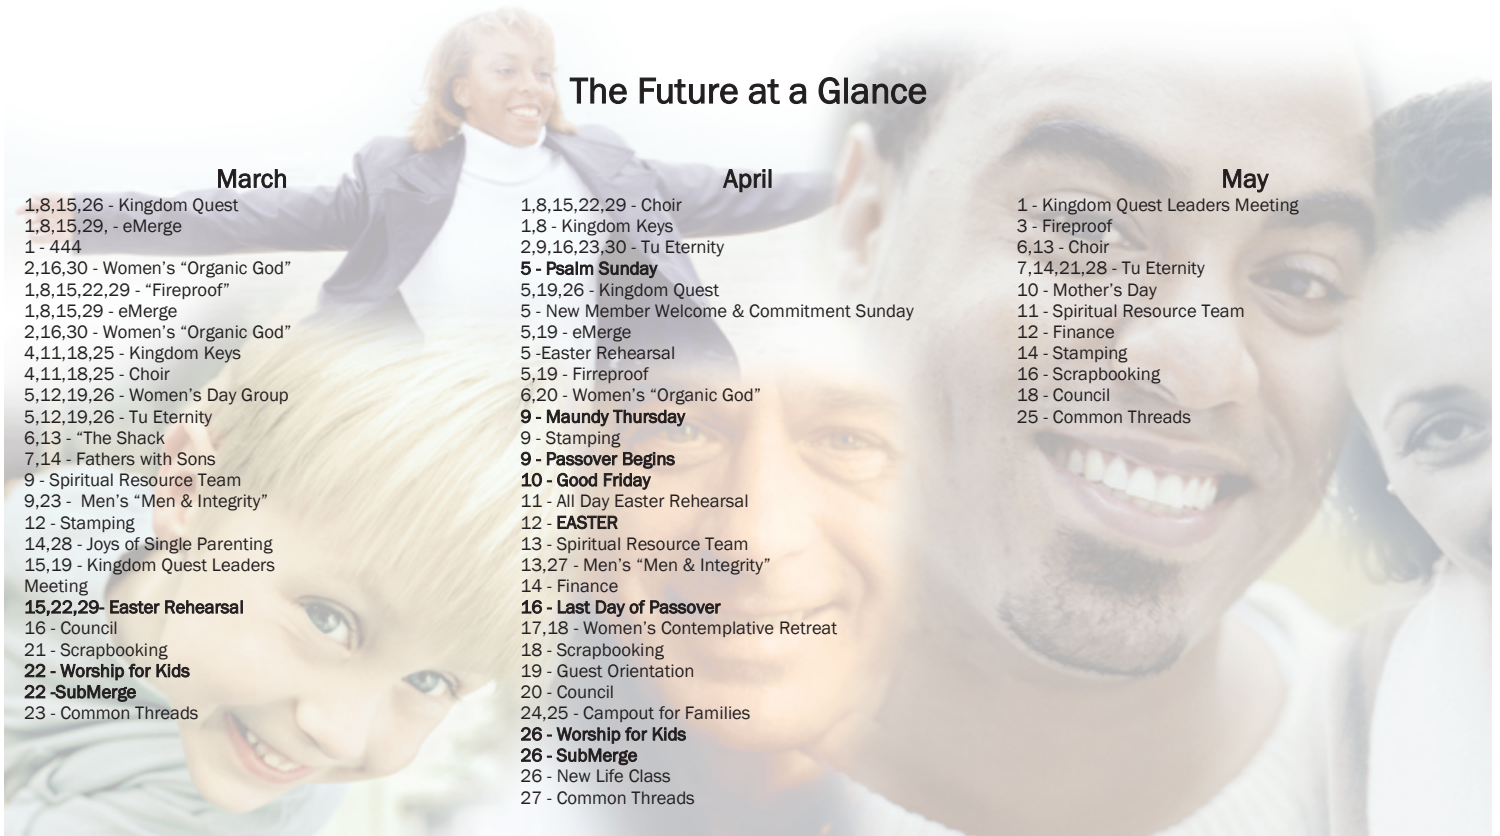 The Future at a Glance
March
1,8,15,26 - Kingdom Quest
1,8,15,29, - eMerge
1 - 444
2,16,30 - Women’s “Organic God”
1,8,15,22,29 - “Fireproof”
1,8,15,29 - eMerge
2,16,30 - Women’s “Organic God”
4,11,18,25 - Kingdom Keys
4,11,18,25 - Choir
5,12,19,26 - Women’s Day Group
5,12,19,26 - Tu Eternity
6,13 - “The Shack
7,14 - Fathers with Sons
9 - Spiritual Resource Team
9,23 -  Men’s “Men & Integrity”
12 - Stamping
14,28 - Joys of Single Parenting
15,19 - Kingdom Quest Leaders
Meeting
15,22,29- Easter Rehearsal
16 - Council
21 - Scrapbooking
22 - Worship for Kids
22 -SubMerge
23 - Common Threads
April
1,8,15,22,29 - Choir
1,8 - Kingdom Keys
2,9,16,23,30 - Tu Eternity
5 - Psalm Sunday
5,19,26 - Kingdom Quest
5 - New Member Welcome & Commitment Sunday
5,19 - eMerge
5 -Easter Rehearsal
5,19 - Firreproof
6,20 - Women’s “Organic God”
9 - Maundy Thursday
9 - Stamping
9 - Passover Begins
10 - Good Friday
11 - All Day Easter Rehearsal
12 - EASTER
13 - Spiritual Resource Team
13,27 - Men’s “Men & Integrity”
14 - Finance
16 - Last Day of Passover
17,18 - Women’s Contemplative Retreat
18 - Scrapbooking
19 - Guest Orientation
20 - Council
24,25 - Campout for Families
26 - Worship for Kids
26 - SubMerge
26 - New Life Class
27 - Common Threads
May
1 - Kingdom Quest Leaders Meeting
3 - Fireproof
6,13 - Choir
7,14,21,28 - Tu Eternity
10 - Mother’s Day
11 - Spiritual Resource Team
12 - Finance
14 - Stamping
16 - Scrapbooking
18 - Council
25 - Common Threads